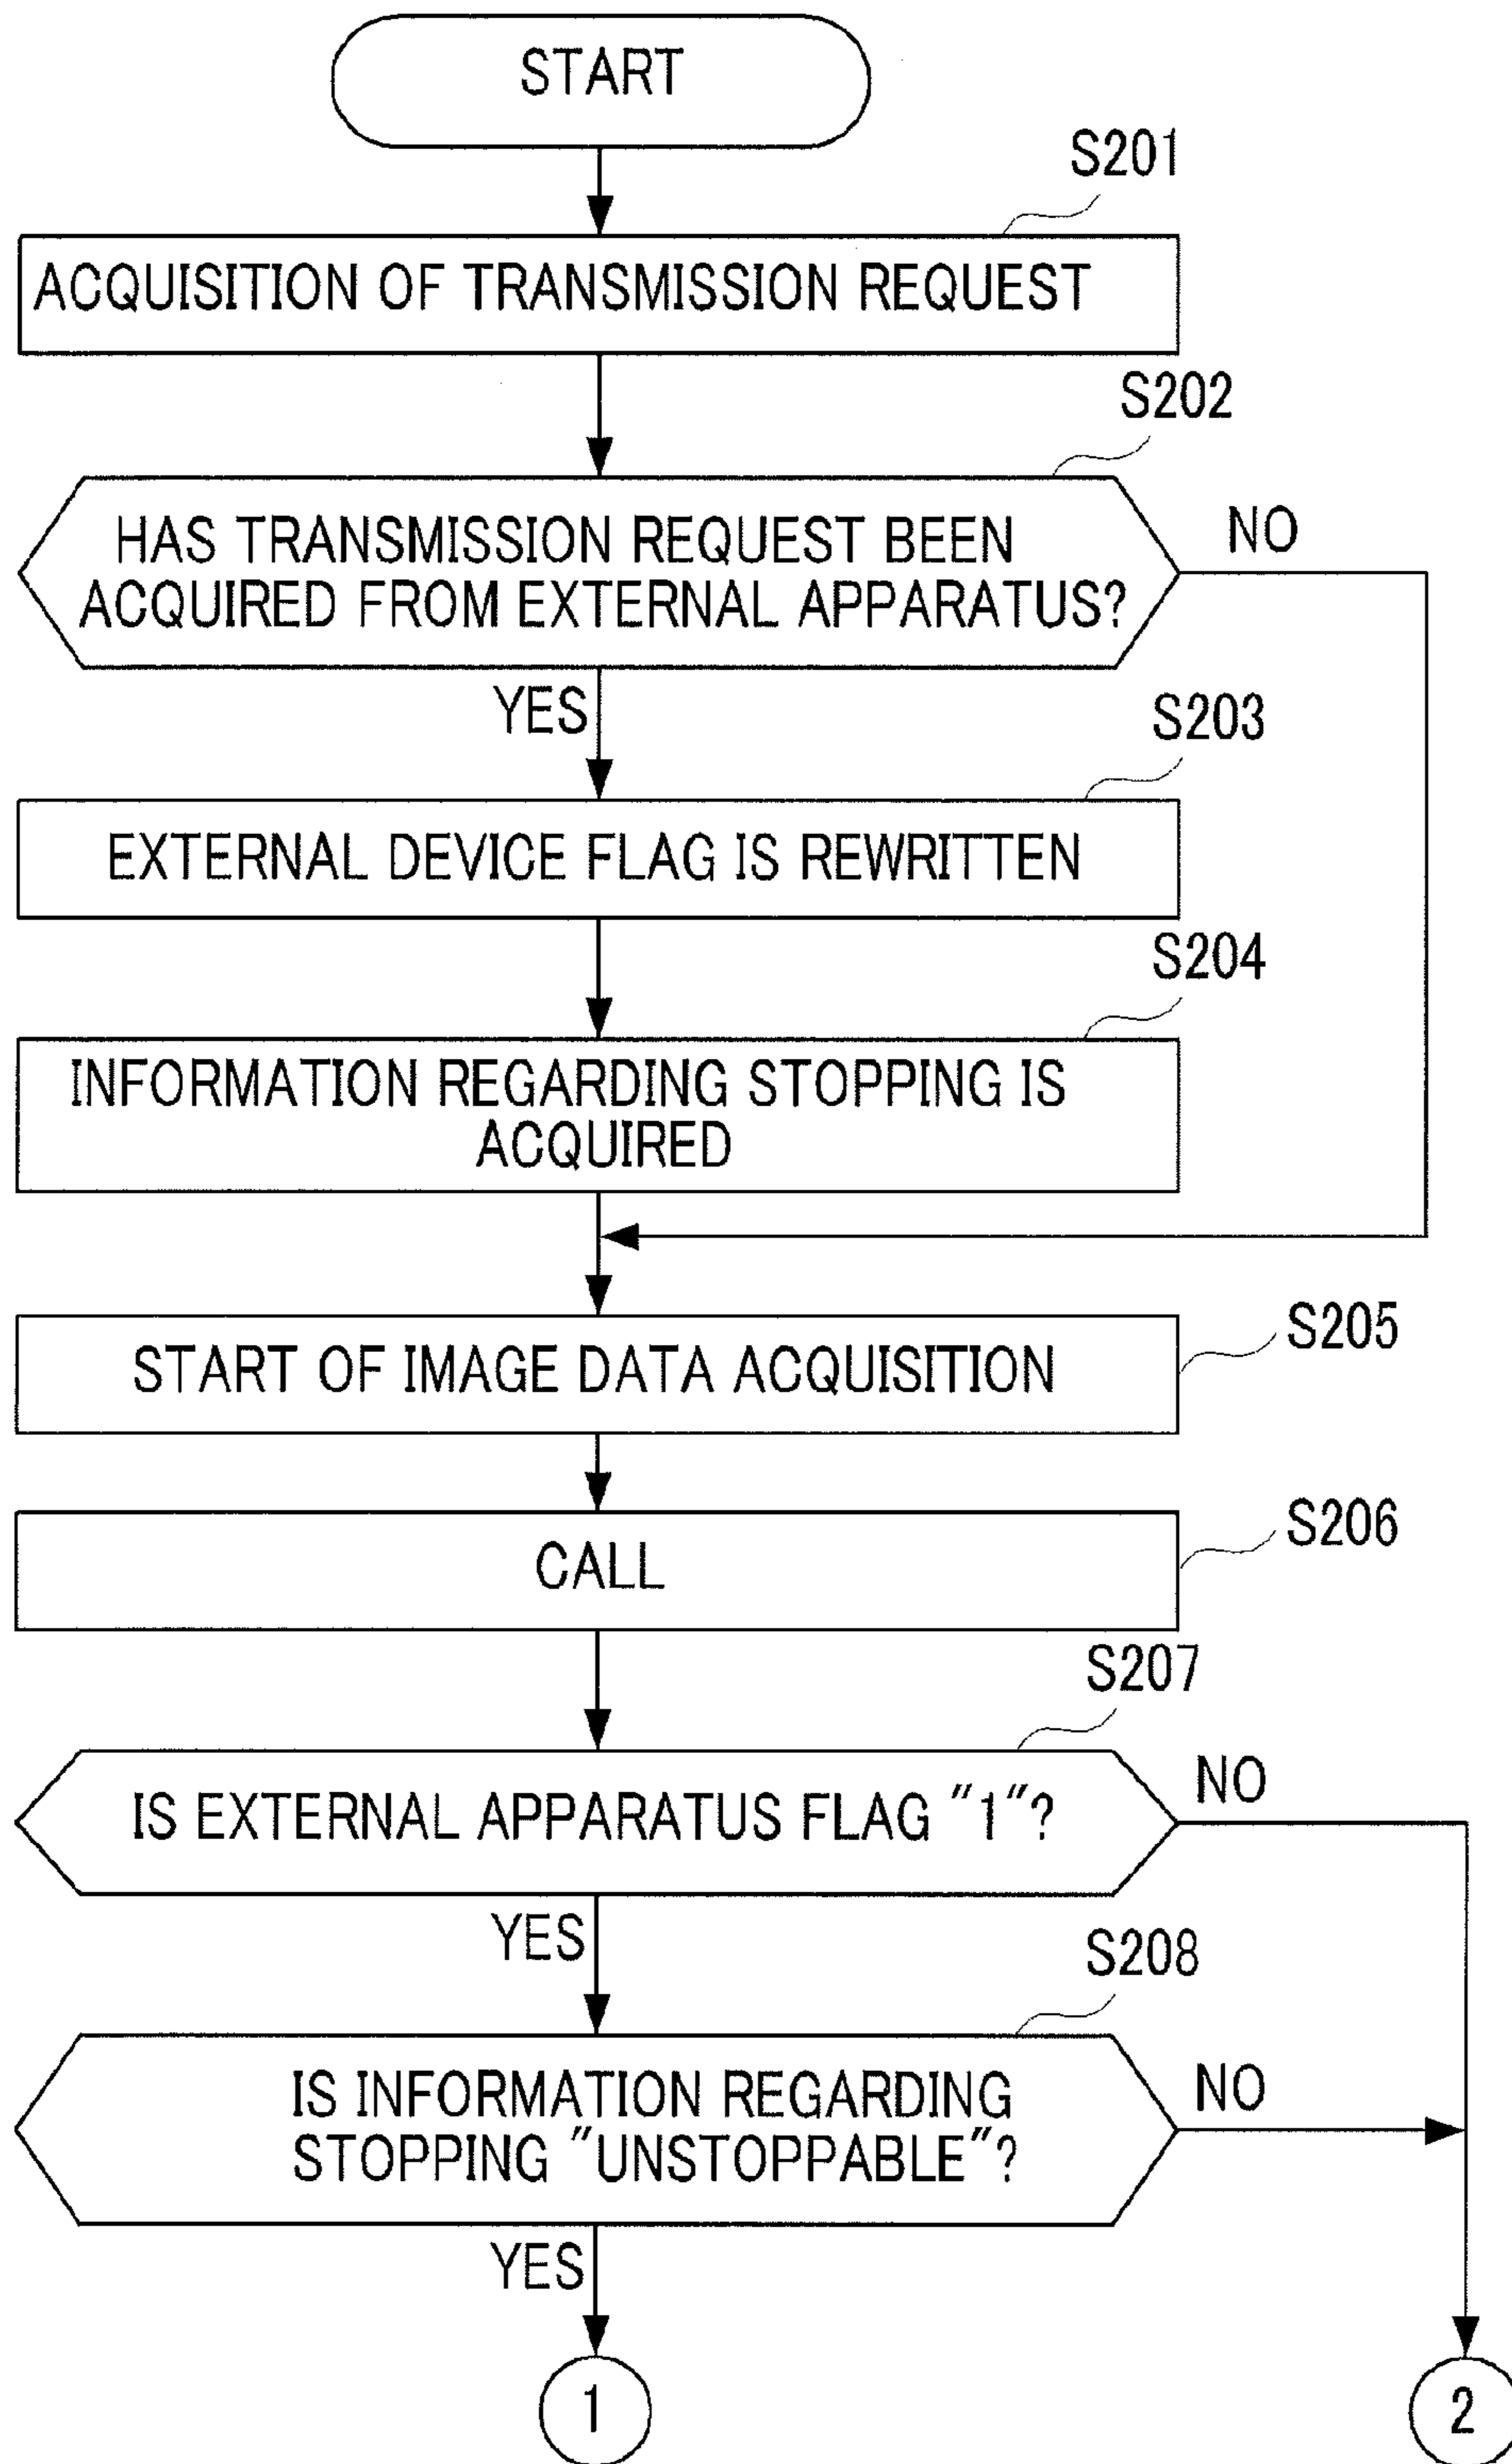 START
S201
ACQUISITION OF TRANSMISSION REQUEST
S202
HAS TRANSMISSION REQUEST BEEN
ACQUIRED FROM EXTERNAL APPARATUS?
NO
YES
S203
EXTERNAL DEVICE FLAG IS REWRITTEN
S204
INFORMATION REGARDING STOPPING IS
ACQUIRED
S205
START OF IMAGE DATA ACQUISITION
S206
CALL
S207
IS EXTERNAL APPARATUS FLAG "1"?
NO
YES
S208
IS INFORMATION REGARDING
STOPPING "UNSTOPPABLE"?
NO
YES
1
2